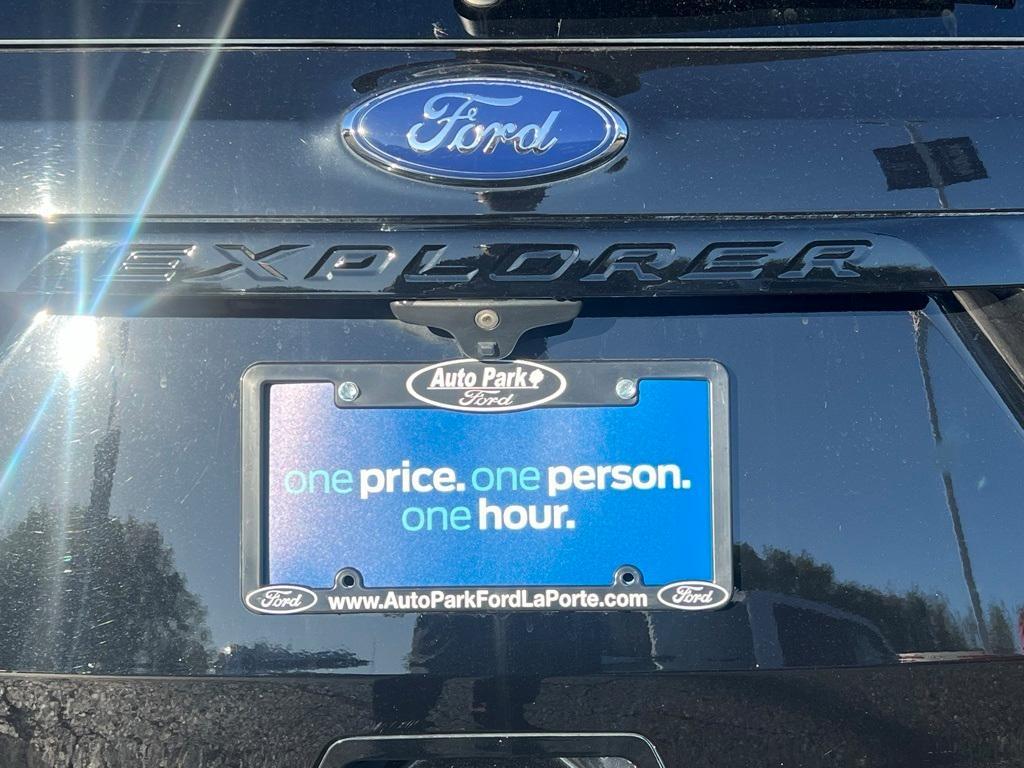 Ford
EXPLORER
Auto Park
Ford
one price. one person.
one hour.
Ford www.AutoParkFordLaPorte.com Ford